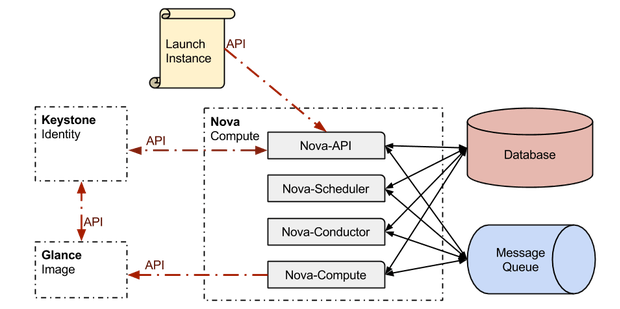 Launch
Instance
API
Keystone
Identity
API
Nova
Compute
Nova-API
Nova-Scheduler
Nova-Conductor
Nova-Compute
Database
Message
Queue
API
Glance
Image
API